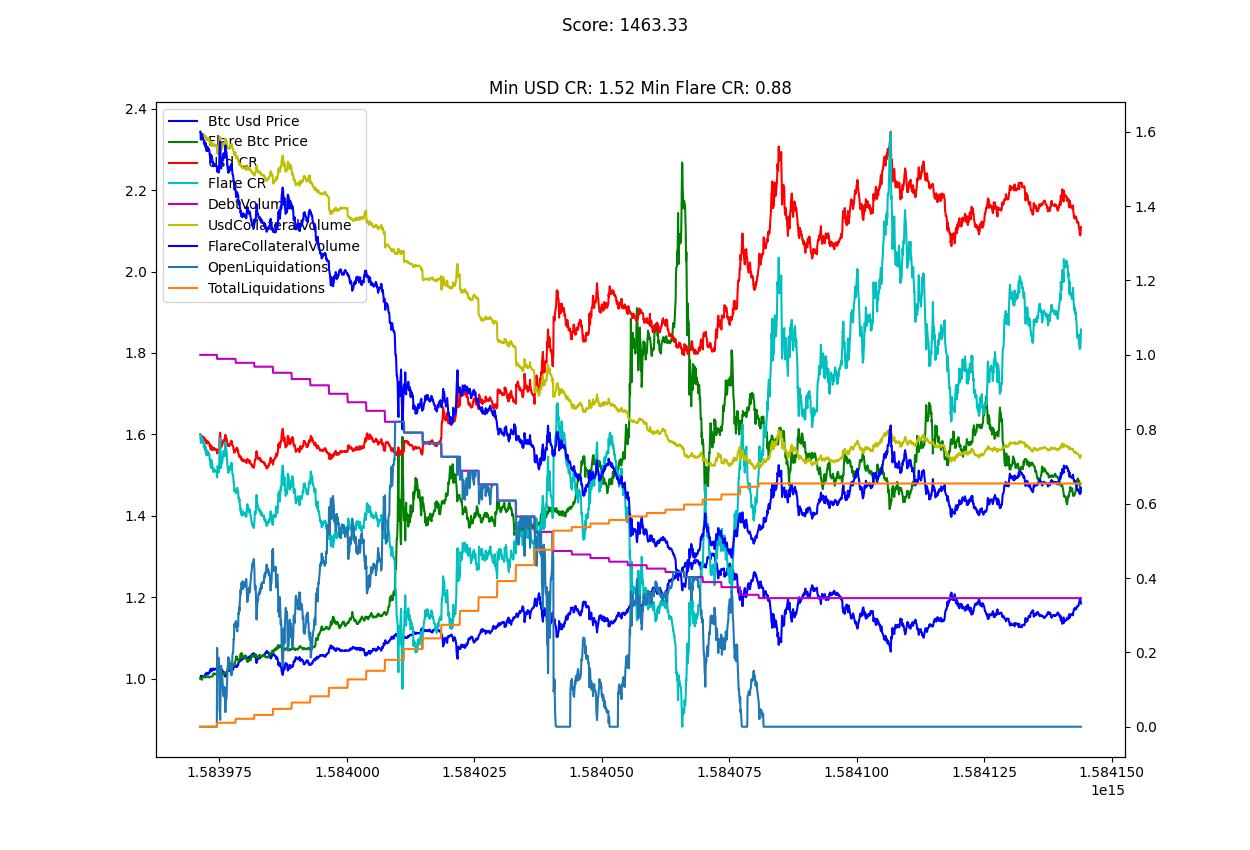 Score: 1463.33
Min USD CR: 1.52 Min Flare CR: 0.88
2.4
2.2
2.0
1.8
1.6
1.4
1.2
1.0
Btc Usd Price
Flare Btc Price
Usd CR
Flare CR
DebtVolume
UsdCollateralVolume
FlareCollateralVolume
OpenLiquidations
TotalLiquidations
1.6
1.4
1.2
1.0
0.8
0.6
0.4
0.2
0.0
1.583975 1.584000 1.584025 1.584050 1.584075 1.584100 1.584125 1.584150
1e15